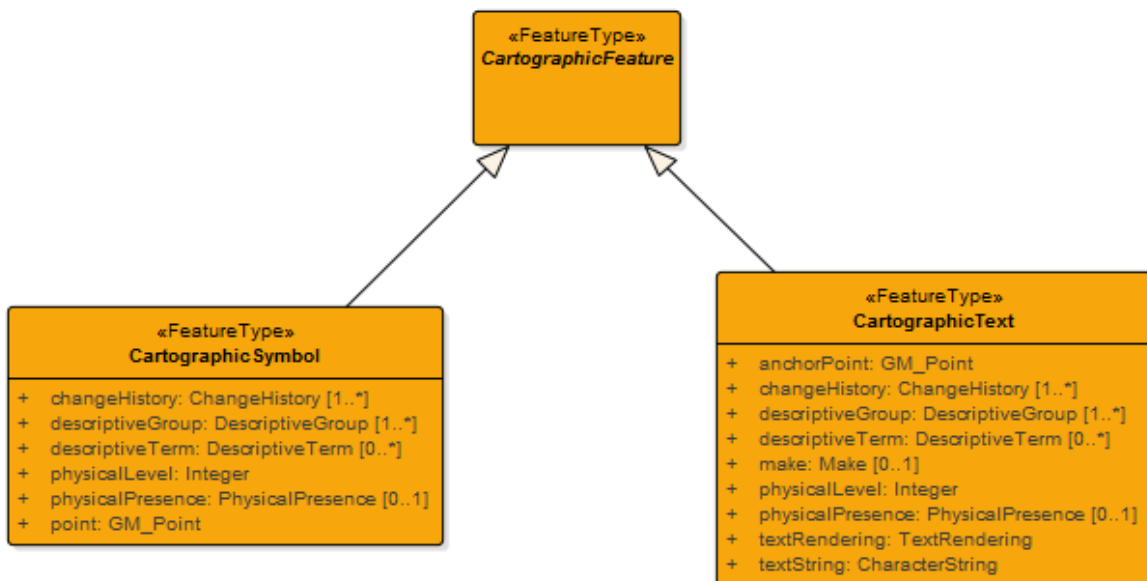 «FeatureType»
CartographicFeature
«FeatureType»
CartographicSymbol
+ changeHistory: ChangeHistory [1..*]
+ descriptiveGroup: DescriptiveGroup [1..*]
+ descriptiveTerm: DescriptiveTerm [0..*]
+ physicalLevel: Integer
+ physicalPresence: PhysicalPresence [0..1]
+ point: GM_Point
«FeatureType»
CartographicText
+ anchorPoint: GM_Point
+ changeHistory: ChangeHistory [1..*]
+ descriptiveGroup: DescriptiveGroup [1..*]
+ descriptiveTerm: DescriptiveTerm [0..*]
+ make: Make [0..1]
+ physicalLevel: Integer
+ physicalPresence: PhysicalPresence [0..1]
+ textRendering: TextRendering
+ textString: CharacterString